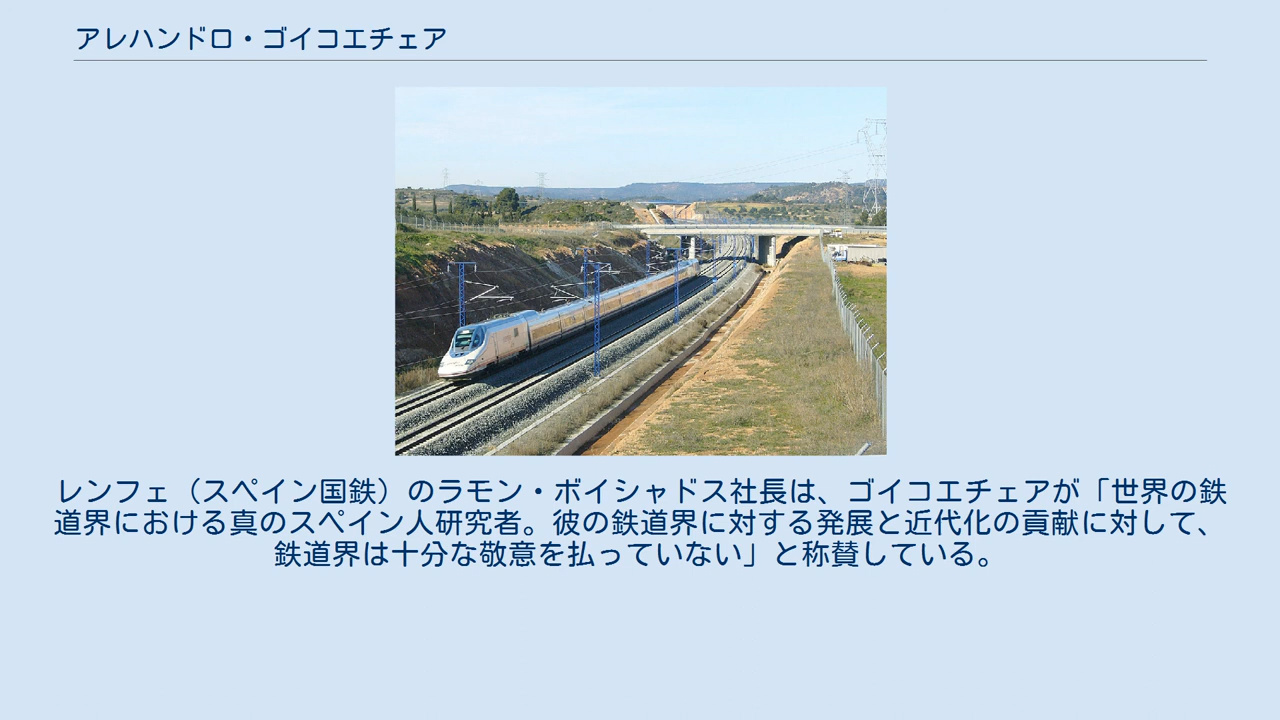 アレハンドロ・ゴイコエチェア
レンフェ（スペイン国鉄）のラモン・ボイシャドス社長は、ゴイコエチェアが「世界の鉄
道界における真のスペイン人研究者。彼の鉄道界に対する発展と近代化の貢献に対して、
鉄道界は十分な敬意を払っていない」と称賛している。